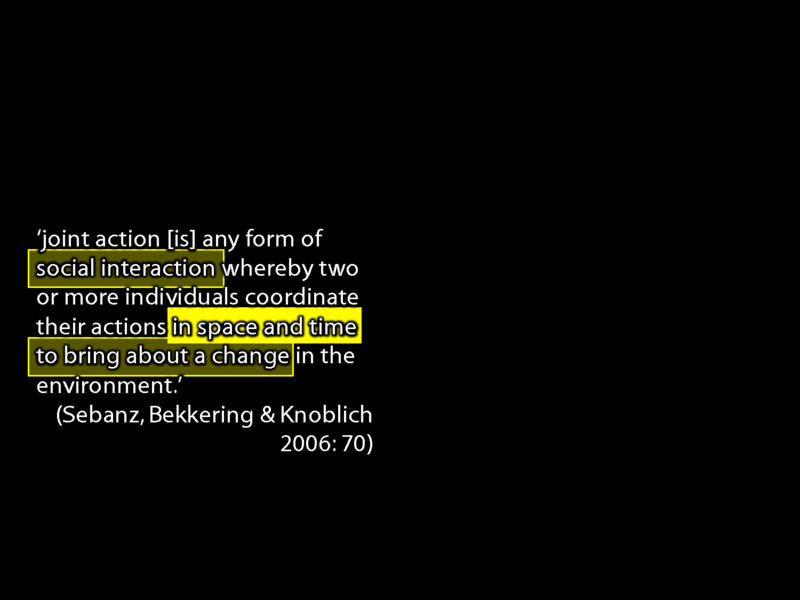 ‘joint action [is] any form of
social interaction whereby two
or more individuals coordinate
their actions in space and time
to bring about a change in the
environment.’
(Sebanz, Bekkering & Knoblich
2006: 70)